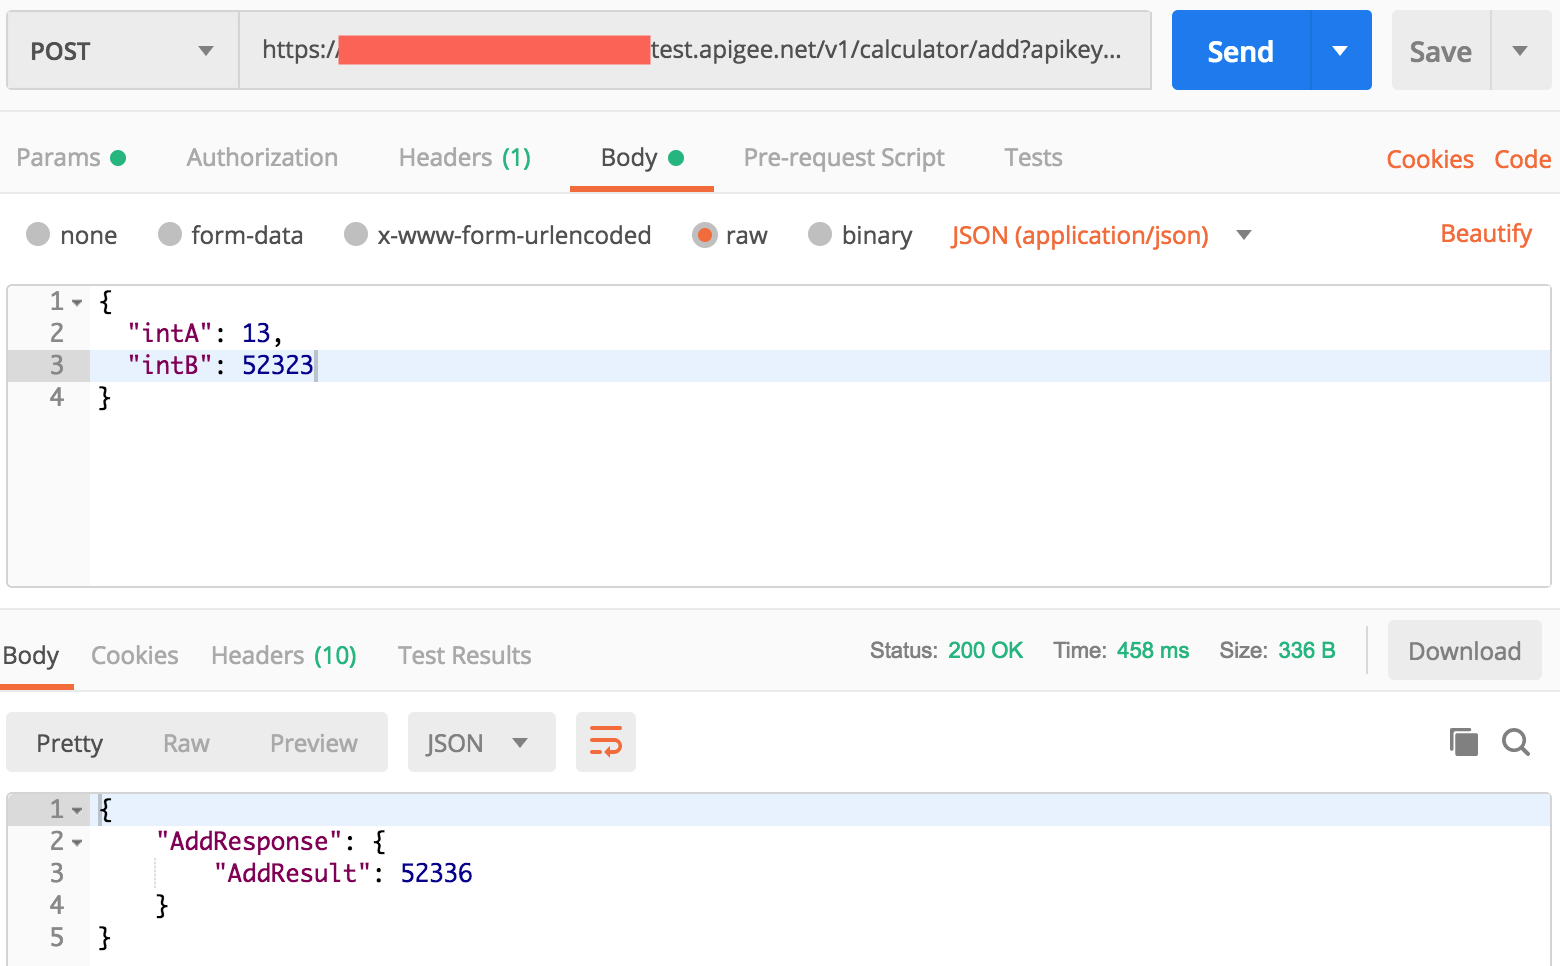 POST https:// test.apigee.net/v1/calculator/add?apikey... Send Save
Params Authorization Headers (1) Body Pre-request Script Tests Cookies Code
none form-data x-www-form-urlencoded raw binary JSON (application/json) Beautify
1 {
2 "intA": 13,
3 "intB": 52323
4 }
Body Cookies Headers (10) Test Results Status: 200 OK Time: 458 ms Size: 336 B Download
Pretty Raw Preview JSON
1 {
2 "AddResponse": {
3 "AddResult": 52336
4 }
5 }